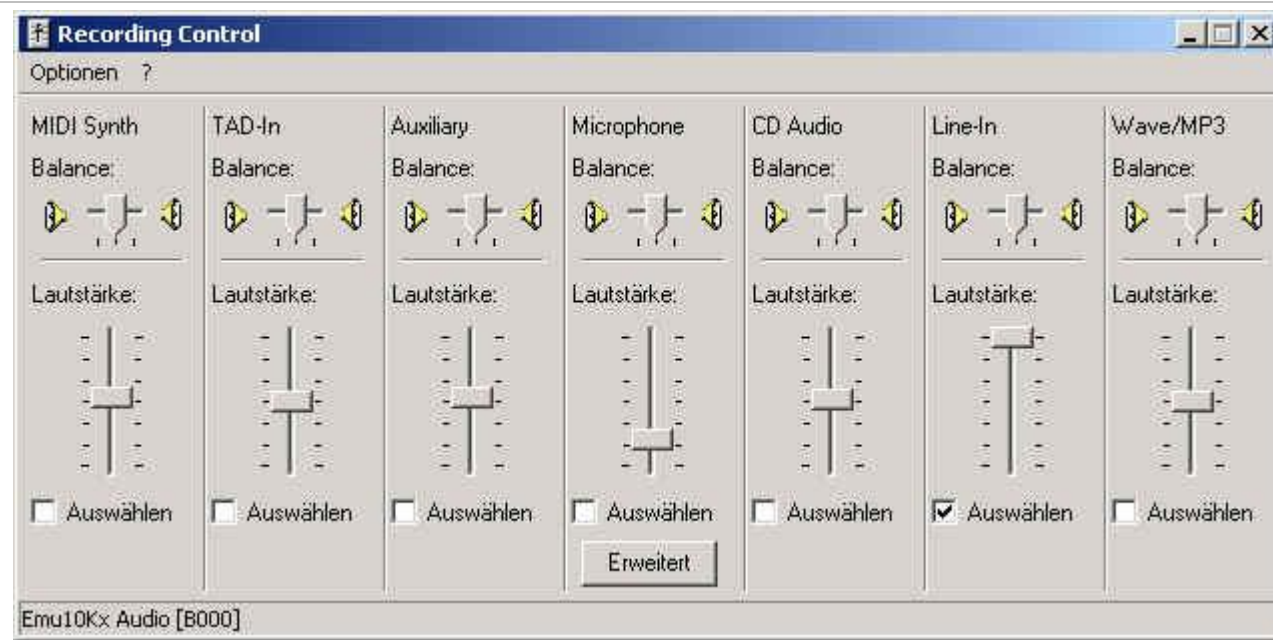 Recording Control
Optionen ?
MIDI Synth TAD-In Auxiliary Microphone CD Audio Line-In Wave/MP3
Balance: Balance: Balance: Balance: Balance: Balance: Balance:
Lautstärke: Lautstärke: Lautstärke: Lautstärke: Lautstärke: Lautstärke: Lautstärke:
Auswählen Auswählen Auswählen Auswählen Auswählen Auswählen Auswählen
Erweitert
Emu10Kx Audio [B000]